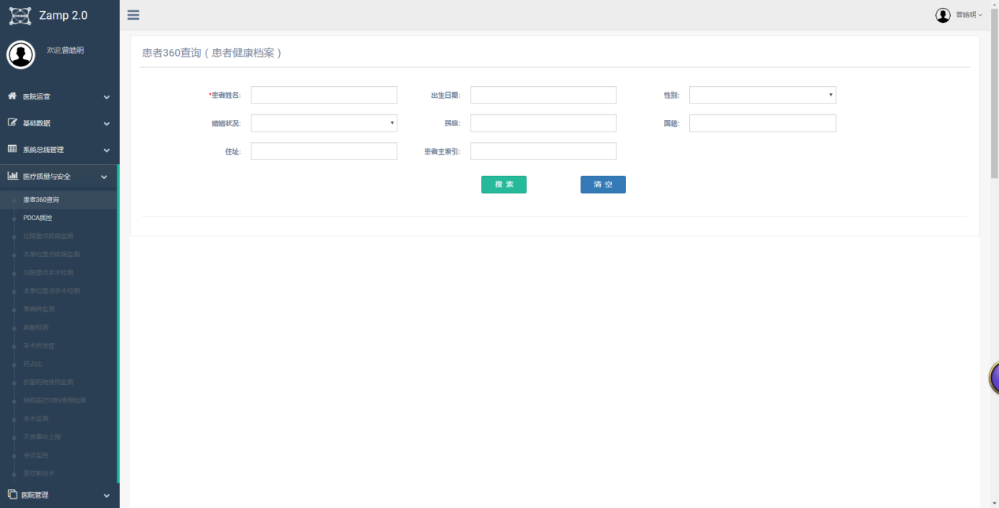 Zamp 2.0
曾皓明
欢迎,曾皓明
医院运营
基础数据
系统总线管理
医疗质量与安全
患者360查询
PDCA质控
住院重点疾病监测
本单位重点疾病监测
住院重点手术检测
本单位重点手术检测
单病种监测
麻醉检测
手术并发症
药占比
抗菌药物使用监测
特殊医疗材料使用检测
手术监测
不良事件上报
会诊监控
医疗新技术
医院管理
患者360查询 ( 患者健康档案 )
*患者姓名:
出生日期:
性别:
婚姻状况:
民族:
国籍:
住址:
患者主索引:
搜 索
清 空